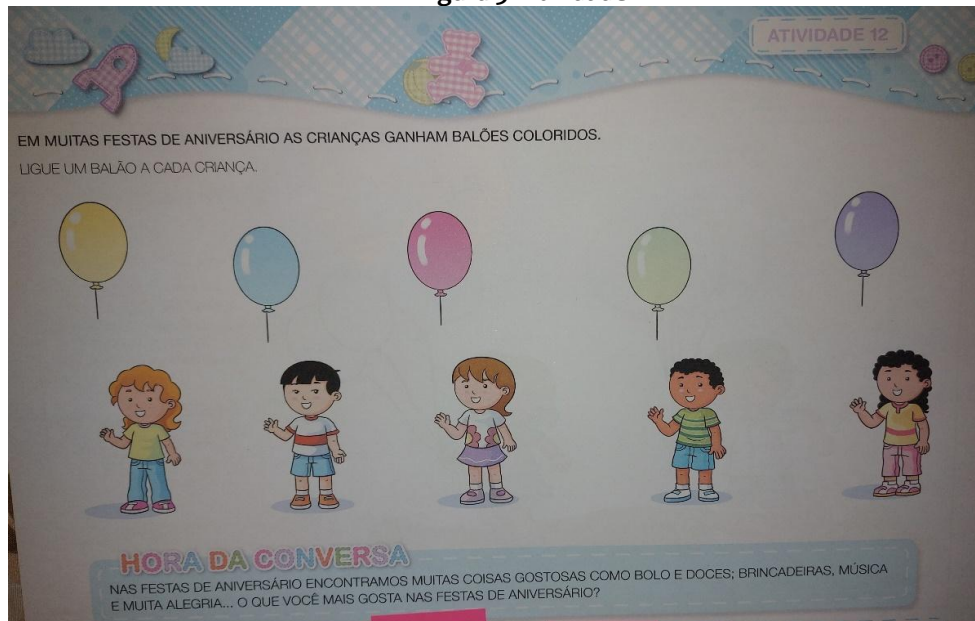 ATIVIDADE 12
EM MUITAS FESTAS DE ANIVERSÁRIO AS CRIANÇAS GANHAM BALÕES COLORIDOS.
LIGUE UM BALÃO A CADA CRIANÇA.
HORA DA CONVERSA
NAS FESTAS DE ANIVERSÁRIO ENCONTRAMOS MUITAS COISAS GOSTOSAS COMO BOLO E DOCES; BRINCADEIRAS, MÚSICA
E MUITA ALEGRIA... O QUE VOCÊ MAIS GOSTA NAS FESTAS DE ANIVERSÁRIO?